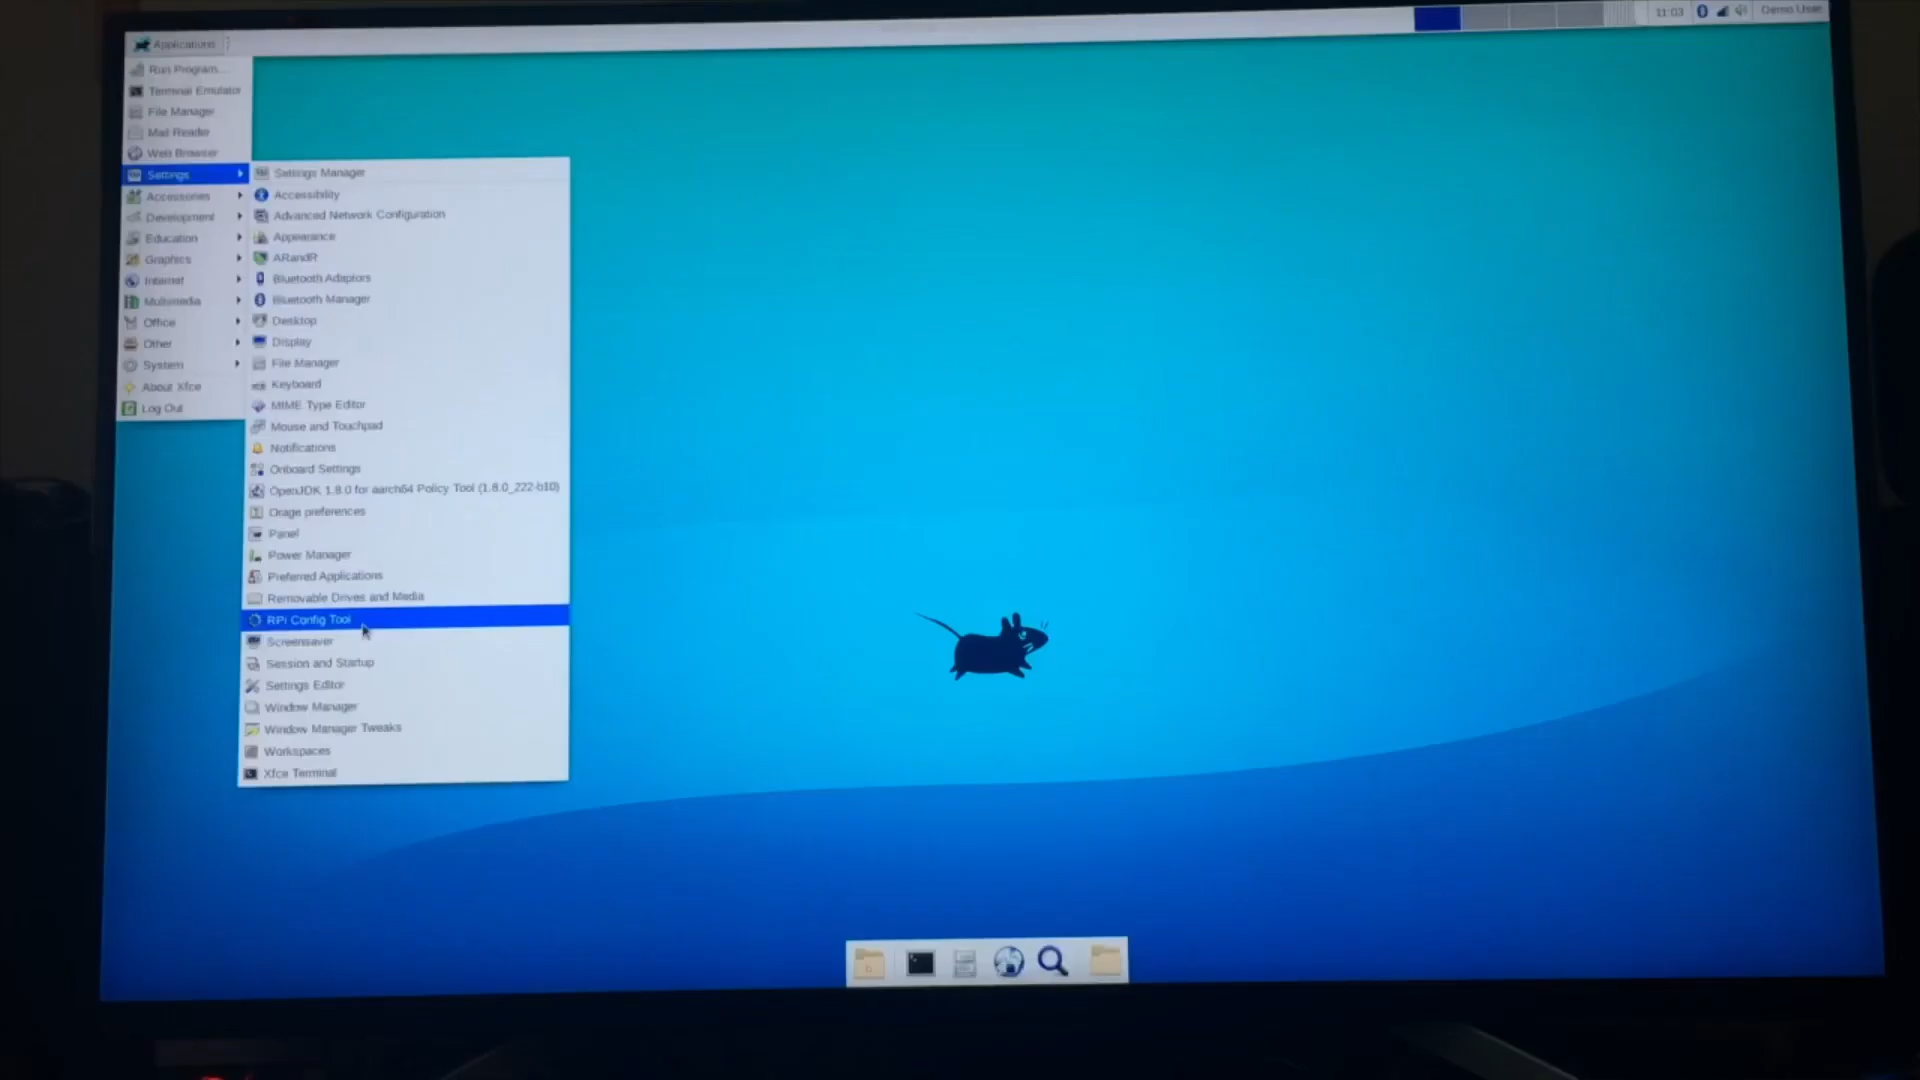 Applications
11:03
Demo User
Run Program...
Terminal Emulator
File Manager
Mail Reader
Web Browser
Settings
Accessories
Development
Education
Graphics
Internet
Multimedia
Office
Other
System
About Xfce
Log Out
Settings Manager
Accessibility
Advanced Network Configuration
Appearance
ARandR
Bluetooth Adaptors
Bluetooth Manager
Desktop
Display
File Manager
Keyboard
MIME Type Editor
Mouse and Touchpad
Notifications
Onboard Settings
OpenJDK 1.8.0 for aarch64 Policy Tool (1.8.0_222-b10)
Orage preferences
Panel
Power Manager
Preferred Applications
Removable Drives and Media
RPi Config Tool
Screensaver
Session and Startup
Settings Editor
Window Manager
Window Manager Tweaks
Workspaces
Xfce Terminal